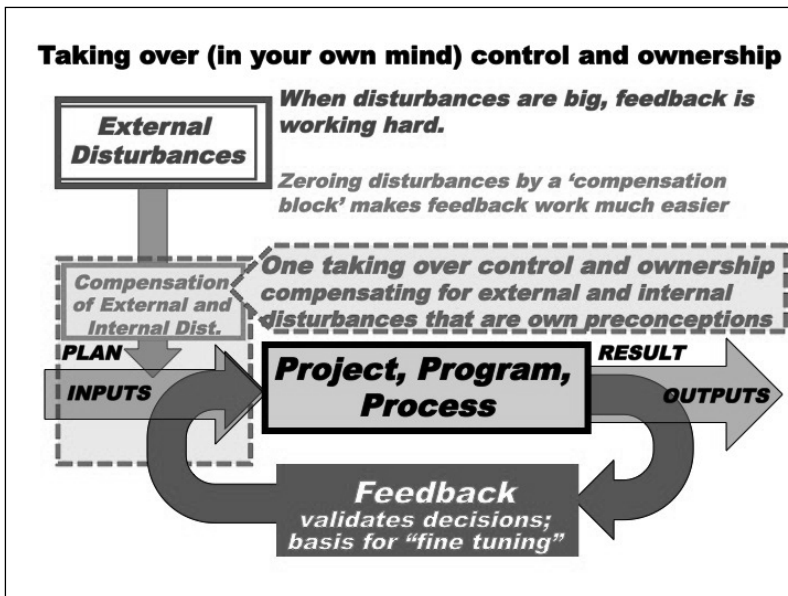 Taking over (in your own mind) control and ownership
When disturbances are big, feedback is
working hard.
External
Disturbances
Zeroing disturbances by a ‘compensation
block’ makes feedback work much easier
Compensation
of External and
Internal Dist.
One taking over control and ownership
compensating for external and internal
disturbances that are own preconceptions
PLAN
INPUTS
Project, Program,
Process
RESULT
OUTPUTS
Feedback
validates decisions;
basis for “fine tuning”